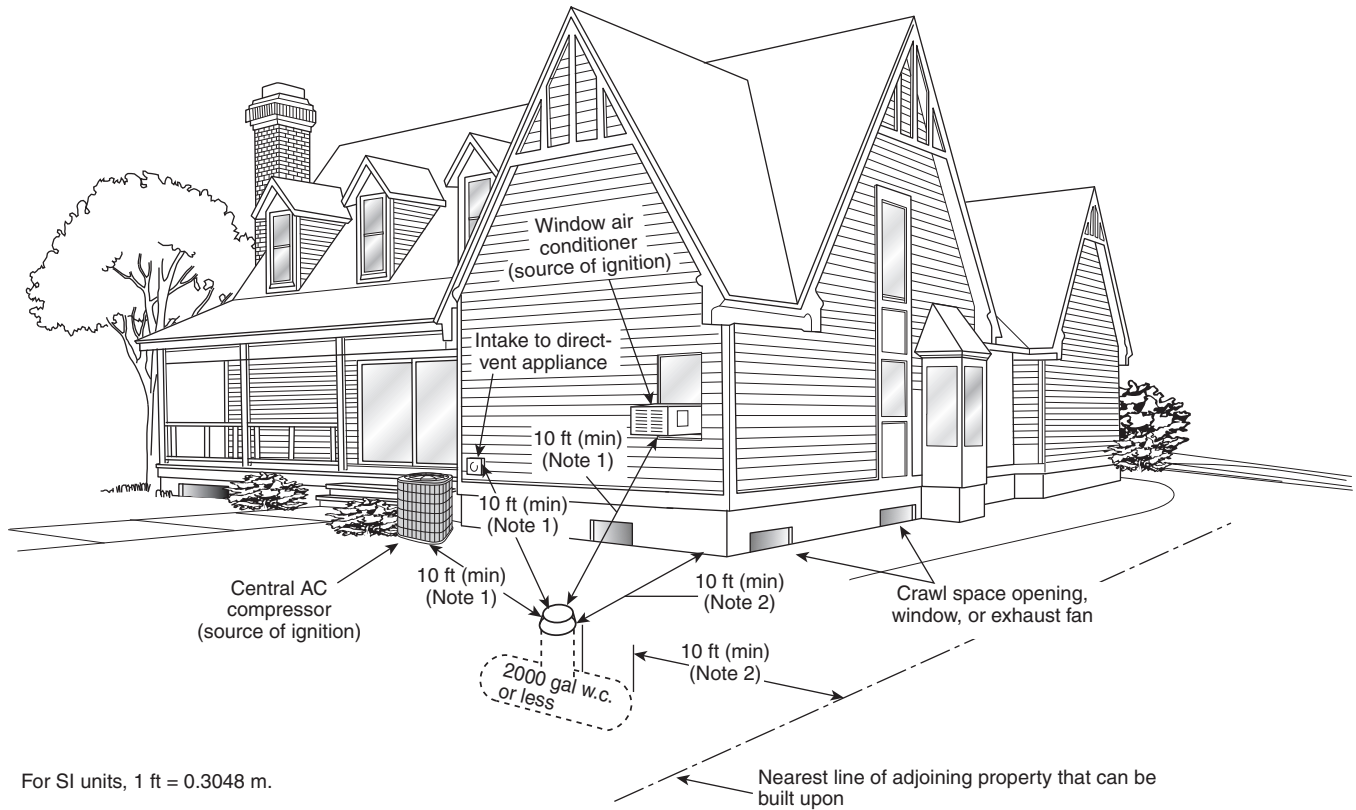 Window air
conditioner
(source of ignition)
Intake to direct-
vent appliance
10 ft (min)
(Note 1)
10 ft (min)
(Note 1)
Central AC
compressor
(source of ignition)
10 ft (min)
(Note 1)
10 ft (min)
(Note 2)
Crawl space opening,
window, or exhaust fan
2000 gal w.c.
or less
10 ft (min)
(Note 2)
For SI units, 1 ft = 0.3048 m.
Nearest line of adjoining property that can be
built upon